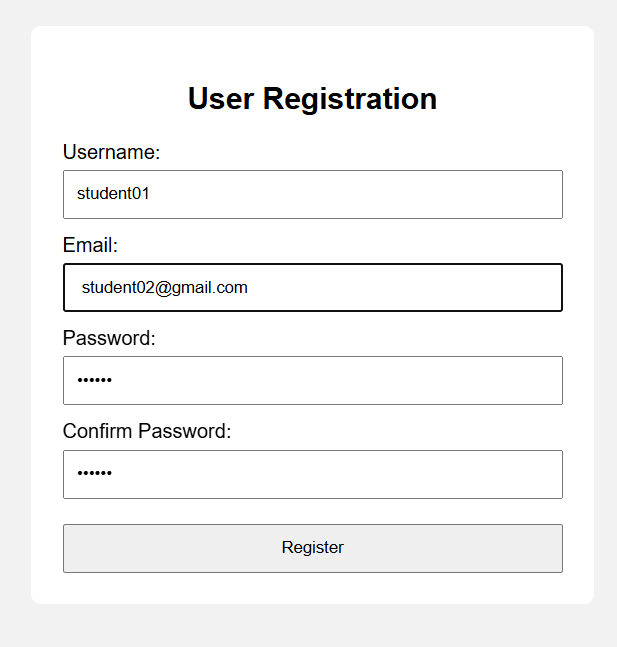 User Registration
Username:
student01
Email:
student02@gmail.com
Password:
••••••
Confirm Password:
••••••
Register